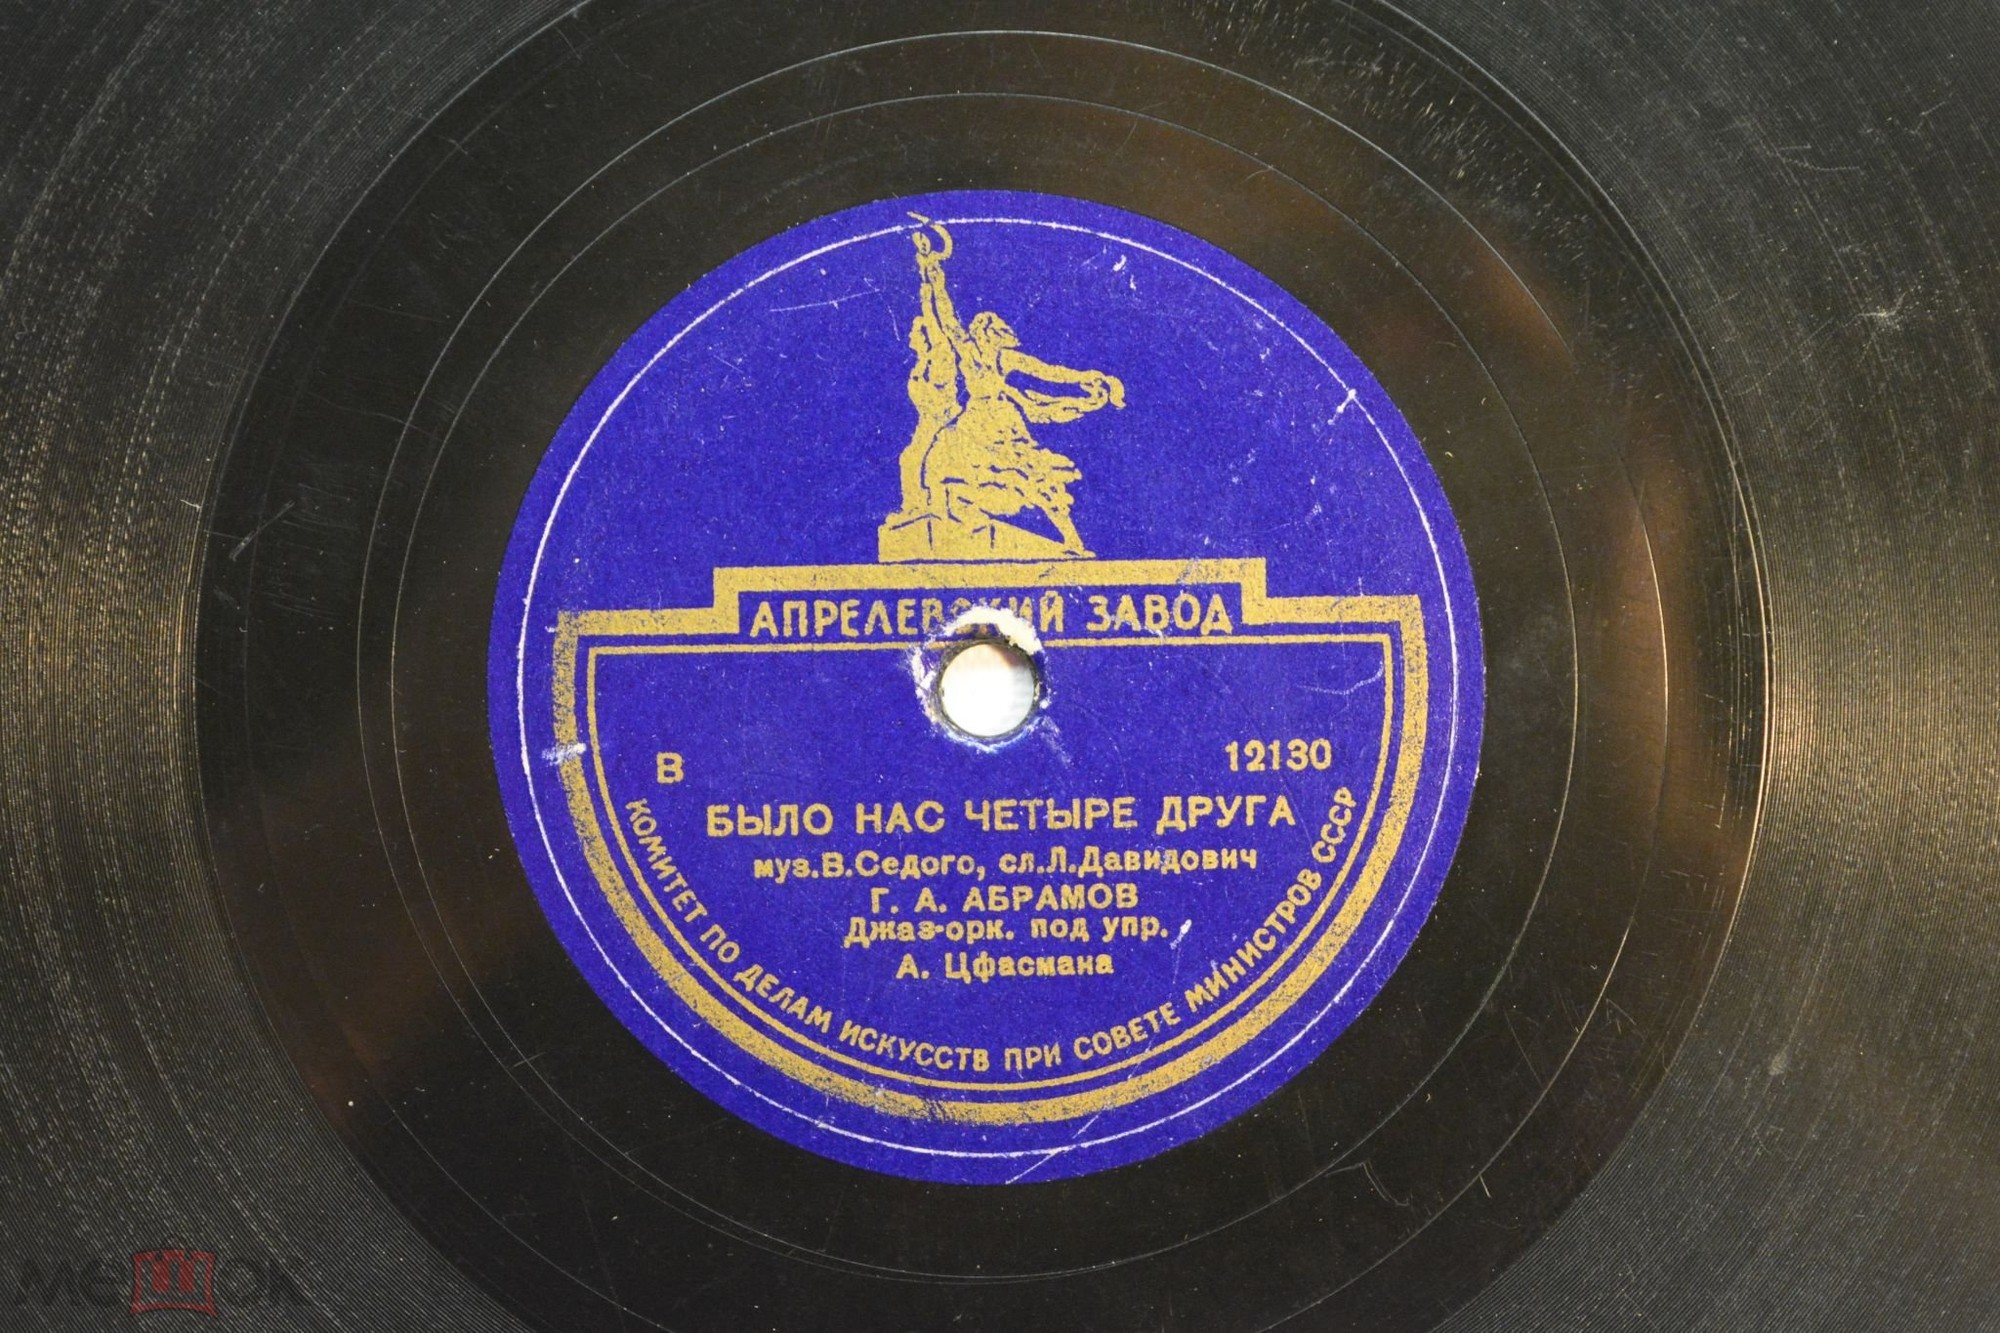 АПРЕЛЕВСКИЙ ЗАВОД
В 12130
БЫЛО НАС ЧЕТЫРЕ ДРУГА
муз.В.Седого, сл.Л.Давидович
Г. А. АБРАМОВ
Джаз-орк. под упр.
А. Цфасмана
КОМИТЕТ ПО ДЕЛАМ ИСКУССТВ ПРИ СОВЕТЕ МИНИСТРОВ СССР
мешок